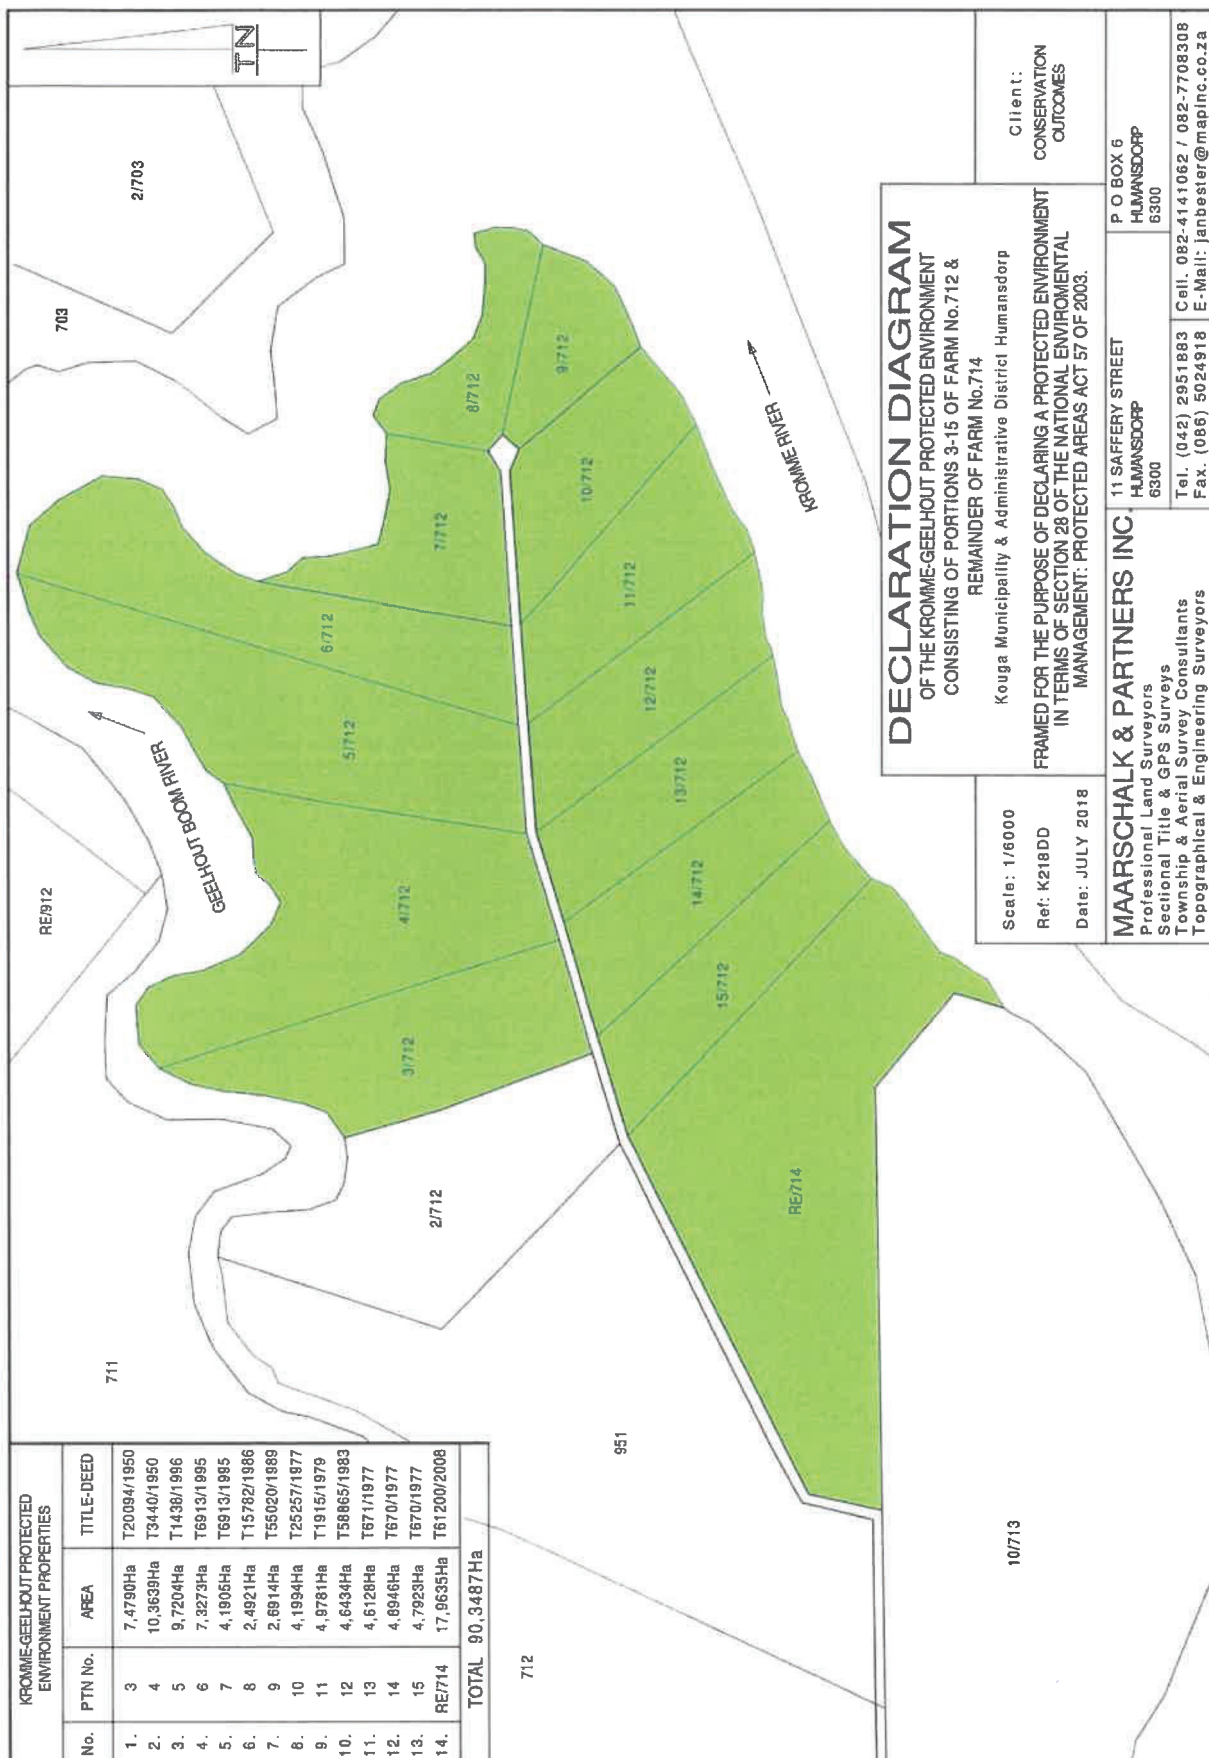 KROMME-GEELHOUT PROTECTED
ENVIRONMENT PROPERTIES
No. PTN No. AREA TITLE-DEED
1. 3 7,4790Ha T20094/1950
2. 4 10,3639Ha T3440/1950
3. 5 9,7204Ha T1438/1996
4. 6 7,3273Ha T6913/1995
5. 7 4,1905Ha T6913/1995
6. 8 2,4921Ha T15782/1986
7. 9 2,6914Ha T55020/1989
8. 10 4,1994Ha T25257/1977
9. 11 4,9781Ha T1915/1979
10. 12 4,6434Ha T58865/1983
11. 13 4,6128Ha T671/1977
12. 14 4,8946Ha T670/1977
13. 15 4,7923Ha T670/1977
14. RE/714 17,9635Ha T61200/2008
TOTAL 90,3487Ha
711
RE/912
703
2/703
TN
GEELHOUT BOOM RIVER
2/712
3/712
4/712
5/712
6/712
7/712
8/712
9/712
10/712
11/712
12/712
13/712
14/712
15/712
RE/714
712
951
10/713
KROMME RIVER
DECLARATION DIAGRAM
OF THE KROMME-GEELHOUT PROTECTED ENVIRONMENT
CONSISTING OF PORTIONS 3-15 OF FARM No.712 &
REMAINDER OF FARM No.714
Kouga Municipality & Administrative District Humansdorp
FRAMED FOR THE PURPOSE OF DECLARING A PROTECTED ENVIRONMENT
IN TERMS OF SECTION 28 OF THE NATIONAL ENVIROMENTAL
MANAGEMENT: PROTECTED AREAS ACT 57 OF 2003.
Scale: 1/6000
Ref: K218DD
Date: JULY 2018
Client:
CONSERVATION
OUTCOMES
MAARSCHALK & PARTNERS INC.
Professional Land Surveyors
Sectional Title & GPS Surveys
Township & Aerial Survey Consultants
Topographical & Engineering Surveyors
11 SAFFERY STREET
HUMANSDORP
6300
P O BOX 6
HUMANSDORP
6300
Tel. (042) 2951883
Fax. (086) 5024918
Cell. 082-4141062 / 082-7708308
E-Mail: janbester@mapinc.co.za